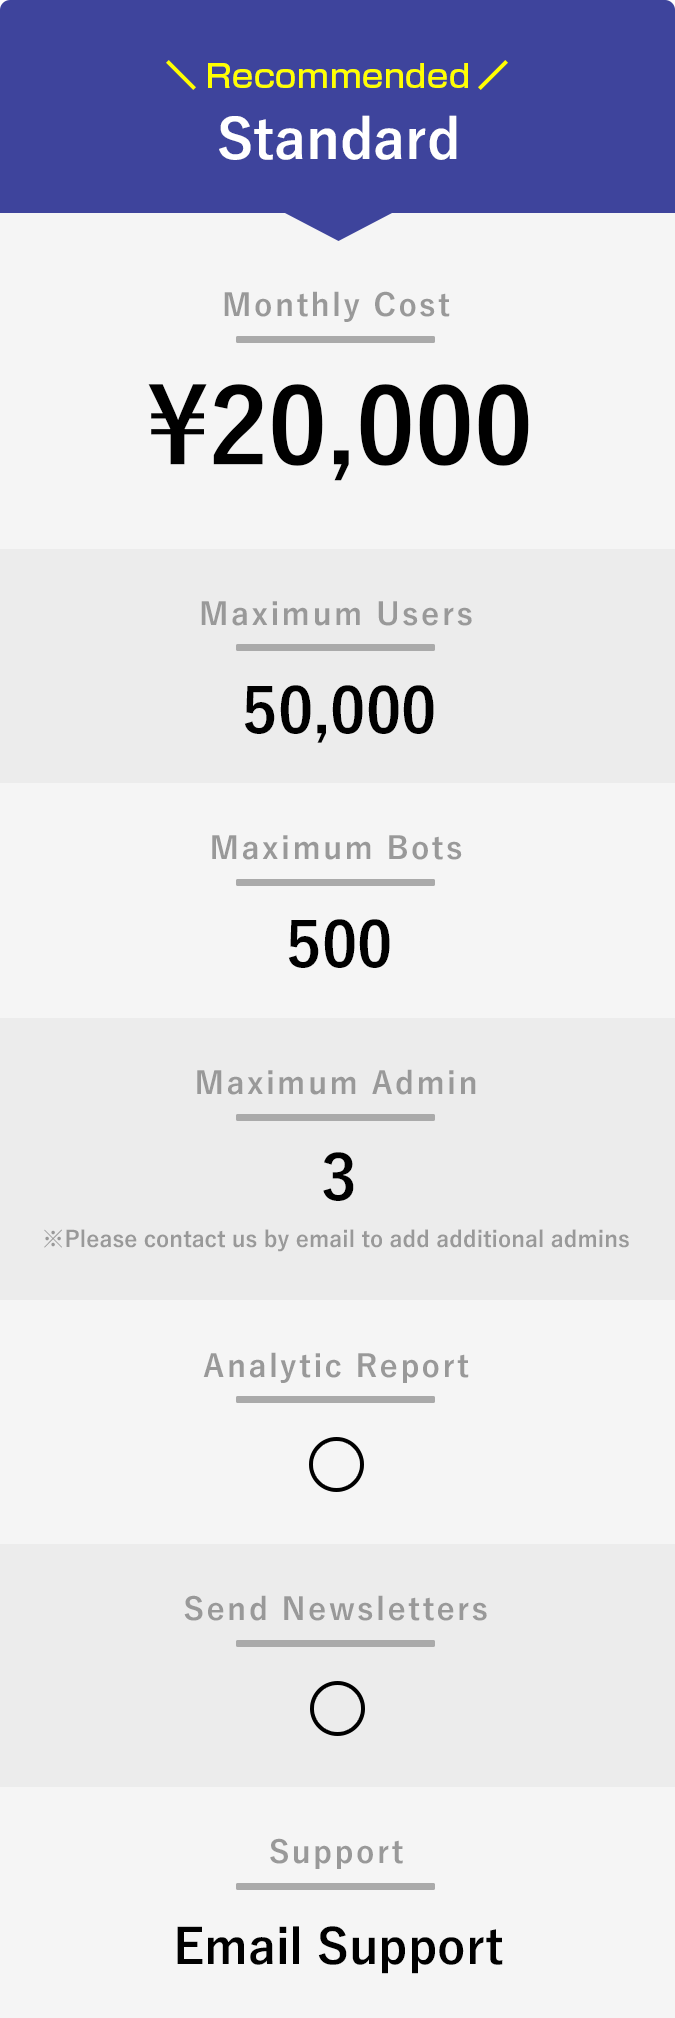 ＼ Recommended ／
Standard
Monthly Cost
¥20,000
Maximum Users
50,000
Maximum Bots
500
Maximum Admin
3
※Please contact us by email to add additional admins
Analytic Report
○
Send Newsletters
○
Support
Email Support